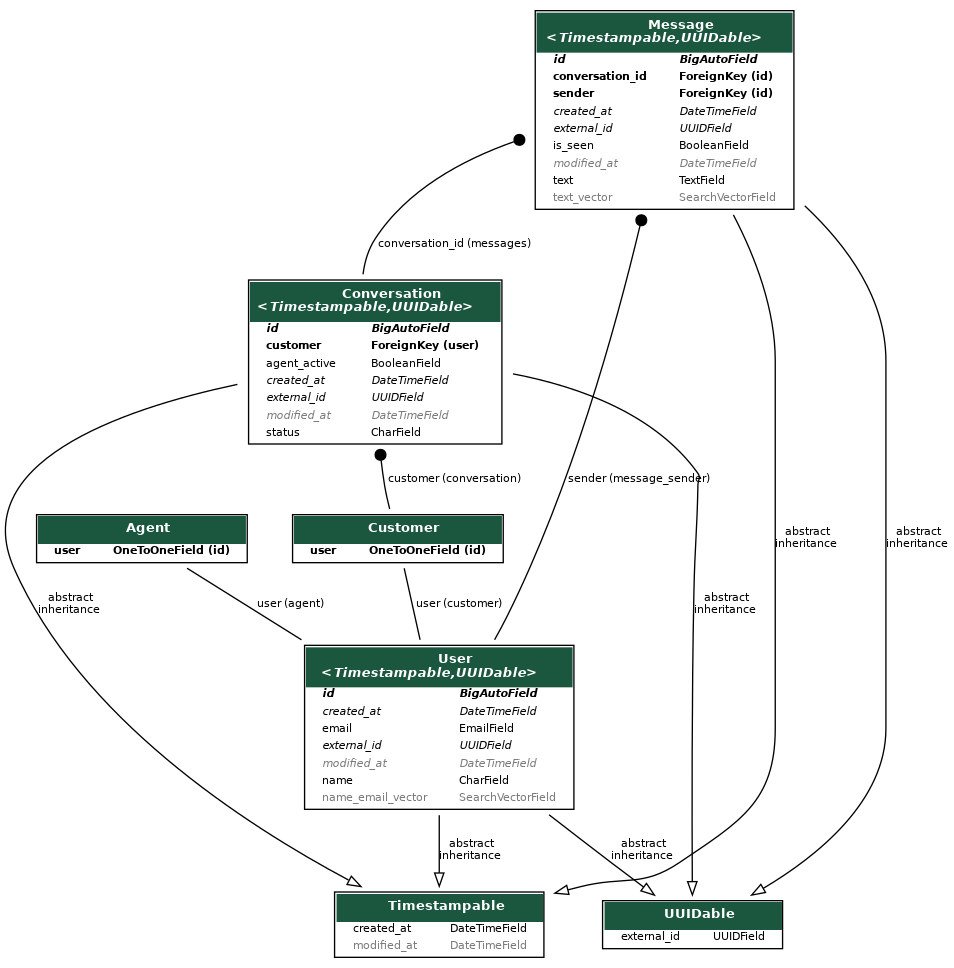 Message
<Timestampable,UUIDable>
id BigAutoField
conversation_id ForeignKey (id)
sender ForeignKey (id)
created_at DateTimeField
external_id UUIDField
is_seen BooleanField
modified_at DateTimeField
text TextField
text_vector SearchVectorField
conversation_id (messages)
Conversation
<Timestampable,UUIDable>
id BigAutoField
customer ForeignKey (user)
agent_active BooleanField
created_at DateTimeField
external_id UUIDField
modified_at DateTimeField
status CharField
customer (conversation)
sender (message_sender)
Agent
user OneToOneField (id)
Customer
user OneToOneField (id)
abstract
inheritance
abstract
inheritance
abstract
inheritance
user (agent)
user (customer)
abstract
inheritance
User
<Timestampable,UUIDable>
id BigAutoField
created_at DateTimeField
email EmailField
external_id UUIDField
modified_at DateTimeField
name CharField
name_email_vector SearchVectorField
abstract
inheritance
abstract
inheritance
Timestampable
created_at DateTimeField
modified_at DateTimeField
UUIDable
external_id UUIDField